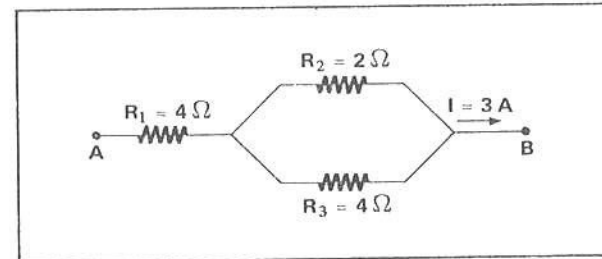 R₂ = 2 Ω
R₁ = 4 Ω
I = 3 A
A
B
R₃ = 4 Ω